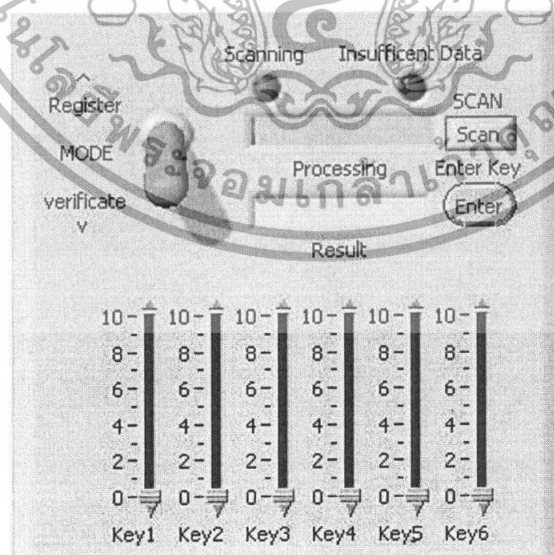 Scanning Insufficent Data
^
Register
SCAN
Scan
MODE
Processing
Enter Key
verificate
v
Enter
Result
10 10 10 10 10 10
8 8 8 8 8 8
6 6 6 6 6 6
4 4 4 4 4 4
2 2 2 2 2 2
0 0 0 0 0 0
Key1 Key2 Key3 Key4 Key5 Key6